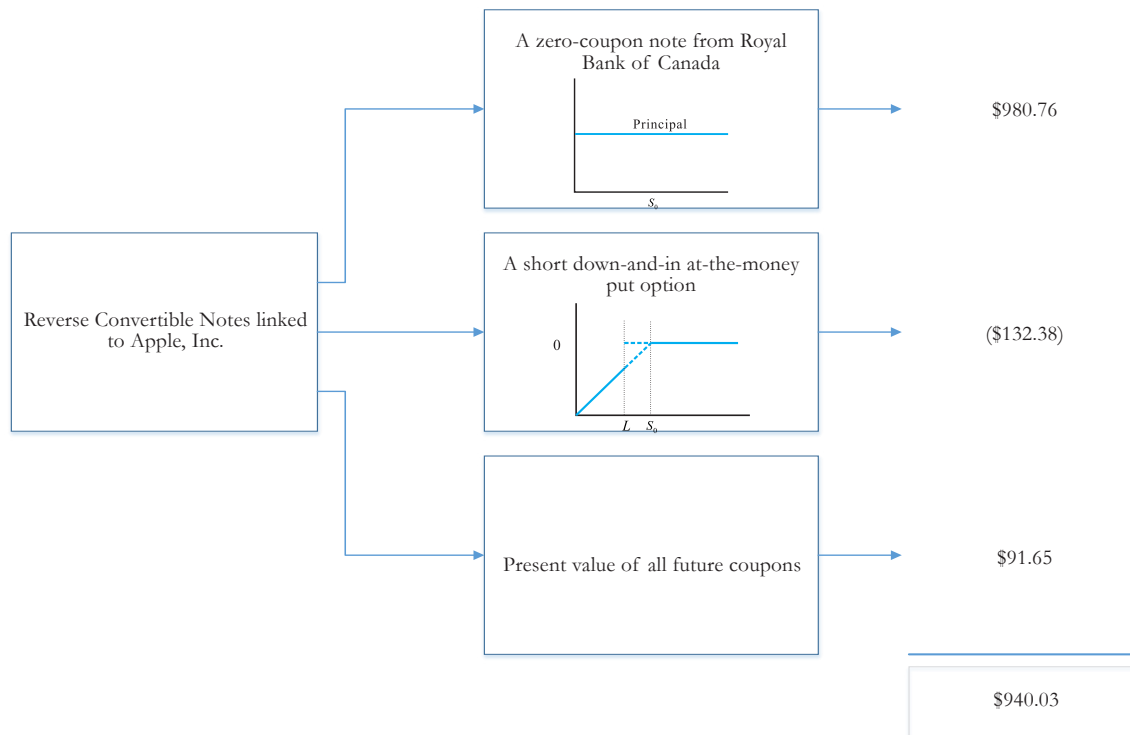 A zero-coupon note from Royal
Bank of Canada
Principal
S₀
$980.76
Reverse Convertible Notes linked
to Apple, Inc.
A short down-and-in at-the-money
put option
0
L S₀
($132.38)
Present value of all future coupons
$91.65
$940.03